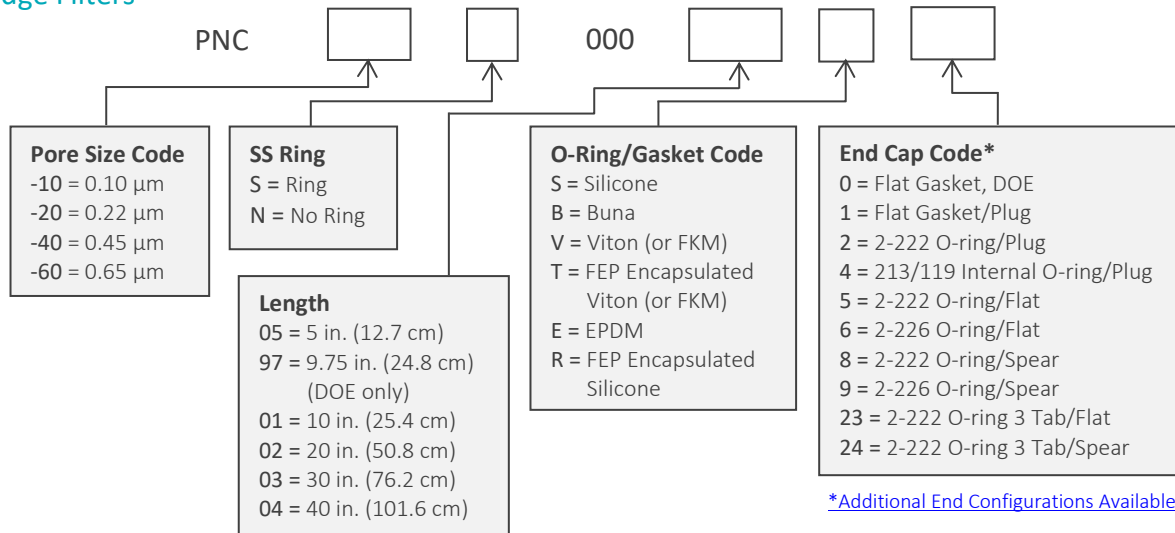 Filters
PNC 000
Pore Size Code
-10 = 0.10 μm
-20 = 0.22 μm
-40 = 0.45 μm
-60 = 0.65 μm
SS Ring
S = Ring
N = No Ring
Length
05 = 5 in. (12.7 cm)
97 = 9.75 in. (24.8 cm)
(DOE only)
01 = 10 in. (25.4 cm)
02 = 20 in. (50.8 cm)
03 = 30 in. (76.2 cm)
04 = 40 in. (101.6 cm)
O-Ring/Gasket Code
S = Silicone
B = Buna
V = Viton (or FKM)
T = FEP Encapsulated
Viton (or FKM)
E = EPDM
R = FEP Encapsulated
Silicone
End Cap Code*
0 = Flat Gasket, DOE
1 = Flat Gasket/Plug
2 = 2-222 O-ring/Plug
4 = 213/119 Internal O-ring/Plug
5 = 2-222 O-ring/Flat
6 = 2-226 O-ring/Flat
8 = 2-222 O-ring/Spear
9 = 2-226 O-ring/Spear
23 = 2-222 O-ring 3 Tab/Flat
24 = 2-222 O-ring 3 Tab/Spear
*Additional End Configurations Available